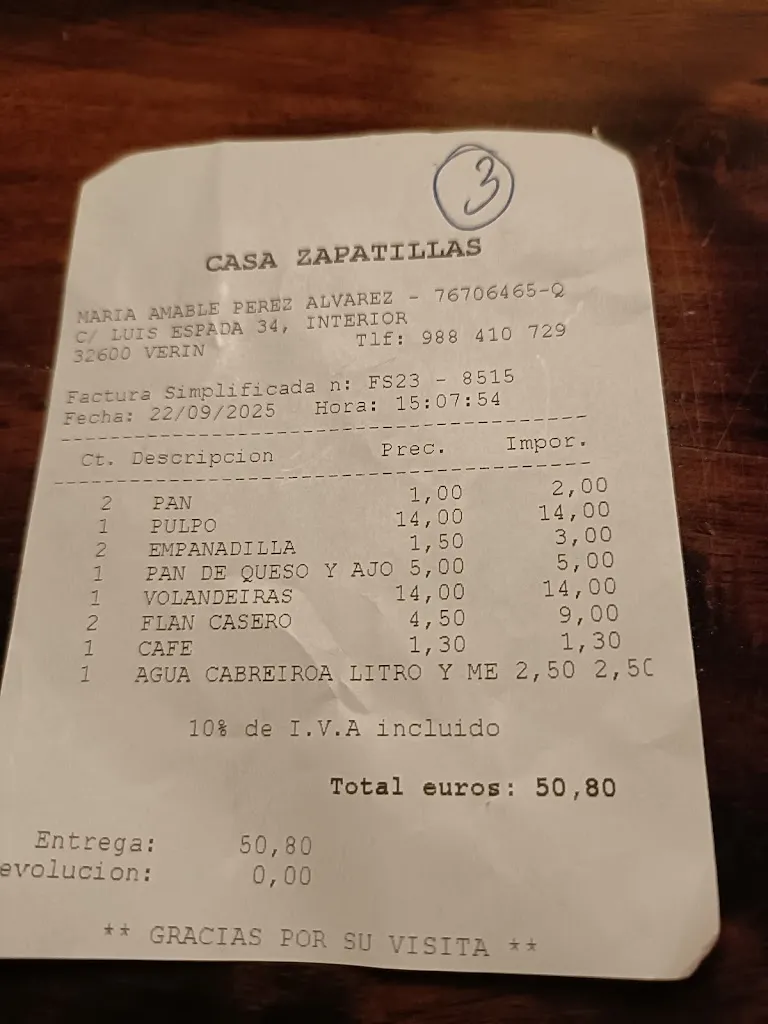 3
CASA ZAPATILLAS
MARIA AMABLE PEREZ ALVAREZ - 76706465-Q
C/ LUIS ESPADA 34, INTERIOR
32600 VERIN Tlf: 988 410 729
Factura Simplificada n: FS23 - 8515
Fecha: 22/09/2025 Hora: 15:07:54
Ct. Descripcion Prec. Impor.
2 PAN 1,00 2,00
1 PULPO 14,00 14,00
2 EMPANADILLA 1,50 3,00
1 PAN DE QUESO Y AJO 5,00 5,00
1 VOLANDEIRAS 14,00 14,00
2 FLAN CASERO 4,50 9,00
1 CAFE 1,30 1,30
1 AGUA CABREIROA LITRO Y ME 2,50 2,50
10% de I.V.A incluido
Total euros: 50,80
Entrega: 50,80
evolucion: 0,00
** GRACIAS POR SU VISITA **